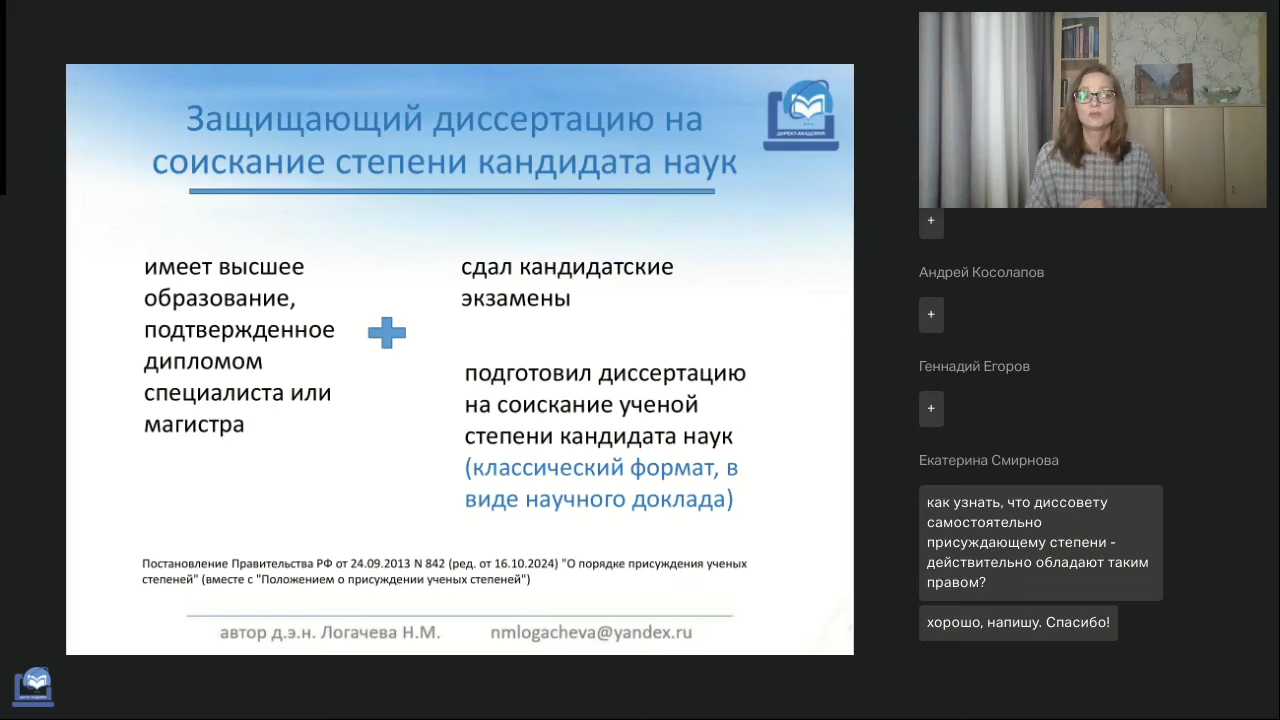 Защищающий диссертацию на
соискание степени кандидата наук
ДИРЕКТ-АКАДЕМИЯ
имеет высшее
образование,
подтвержденное
дипломом
специалиста или
магистра
сдал кандидатские
экзамены
подготовил диссертацию
на соискание ученой
степени кандидата наук
(классический формат, в
виде научного доклада)
Постановление Правительства РФ от 24.09.2013 N 842 (ред. от 16.10.2024) "О порядке присуждения ученых
степеней" (вместе с "Положением о присуждении ученых степеней")
автор д.э.н. Логачева Н.М. nmlogacheva@yandex.ru
+
Андрей Косолапов
+
Геннадий Егоров
+
Екатерина Смирнова
как узнать, что диссовету
самостоятельно
присуждающему степени -
действительно обладают таким
правом?
хорошо, напишу. Спасибо!